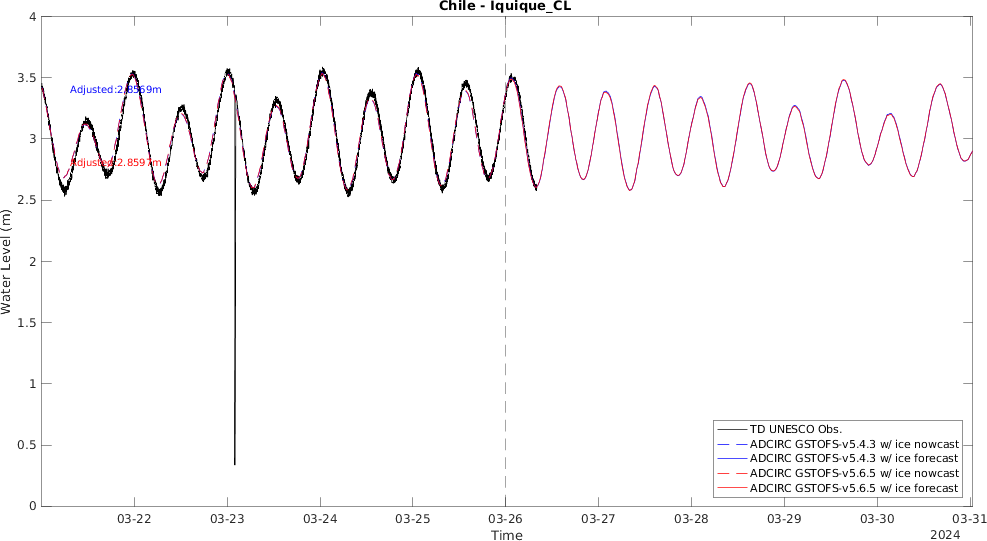 Chile - Iquique_CL
4
3.5
3
2.5
2
1.5
1
0.5
0
Water Level (m)
Adjusted:2.8569m
Adjusted:2.8597m
TD UNESCO Obs.
ADCIRC GSTOFS-v5.4.3 w/ ice nowcast
ADCIRC GSTOFS-v5.4.3 w/ ice forecast
ADCIRC GSTOFS-v5.6.5 w/ ice nowcast
ADCIRC GSTOFS-v5.6.5 w/ ice forecast
03-22 03-23 03-24 03-25 03-26 03-27 03-28 03-29 03-30 03-31
Time
2024